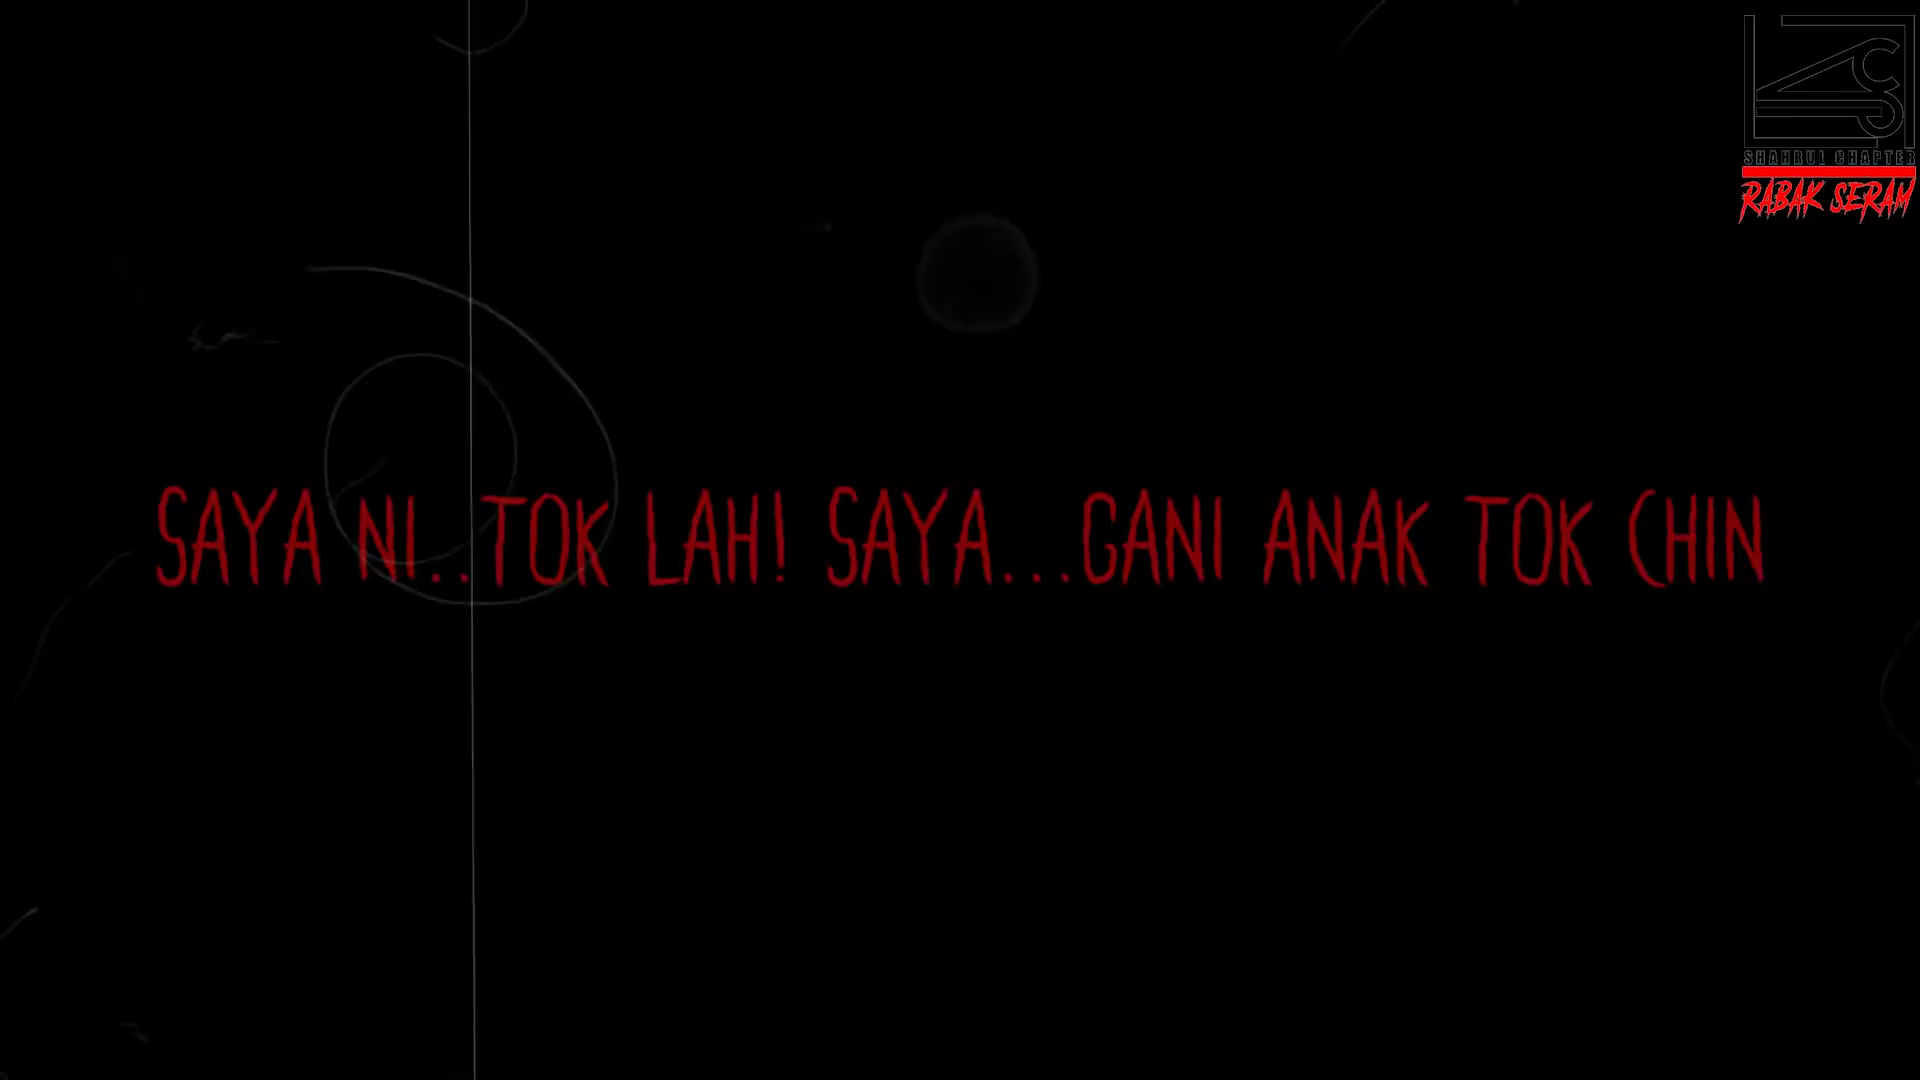 SHAHRUL CHAPTER
RABAK SERAM
SAYA NI..TOK LAH! SAYA...GANI ANAK TOK CHIN